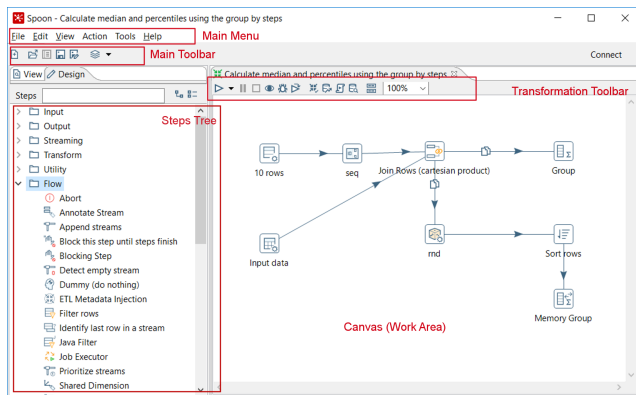 Spoon - Calculate median and percentiles using the group by steps
File Edit View Action Tools Help
Main Menu
Main Toolbar
Connect
View Design
Calculate median and percentiles using the group by steps
Steps
100%
Transformation Toolbar
Steps Tree
Input
Output
Streaming
Transform
Utility
Flow
Abort
Annotate Stream
Append streams
Block this step until steps finish
Blocking Step
Detect empty stream
Dummy (do nothing)
ETL Metadata Injection
Filter rows
Identify last row in a stream
Java Filter
Job Executor
Prioritize streams
Shared Dimension
10 rows
seq
Join Rows (cartesian product)
Group
Input data
rnd
Sort rows
Memory Group
Canvas (Work Area)